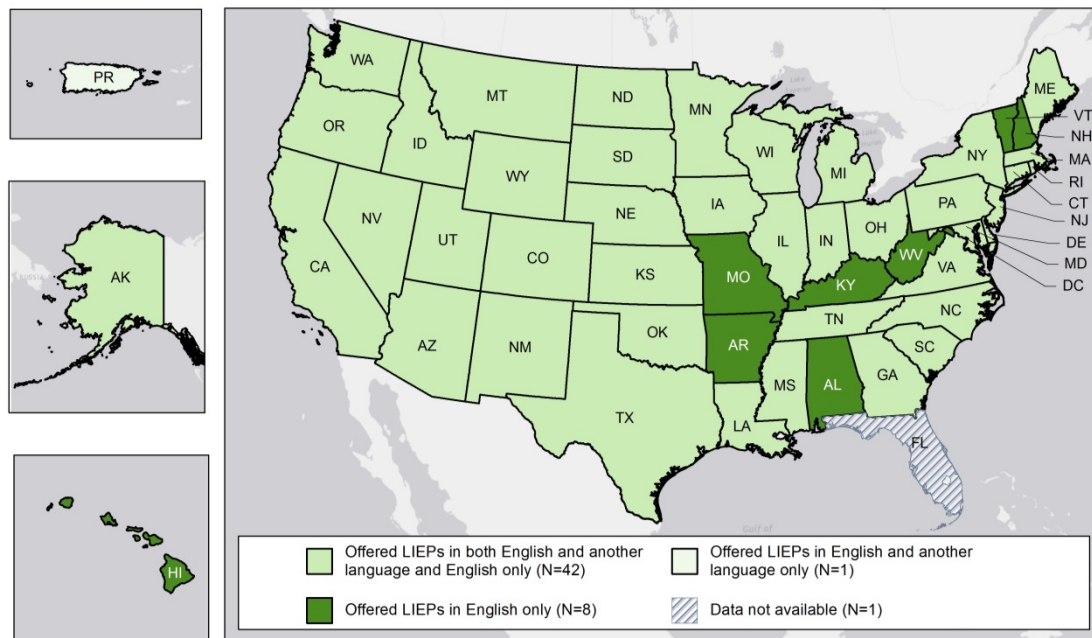 PR
AK
HI
WA
OR
CA
ID
NV
MT
WY
UT
AZ
CO
NM
ND
SD
NE
KS
OK
TX
MN
IA
MO
AR
LA
WI
IL
MS
MI
IN
KY
TN
AL
OH
WV
GA
FL
SC
NC
VA
PA
NY
ME
VT
NH
MA
RI
CT
NJ
DE
MD
DC
Lake
Superior
Gulf of
Offered LIEPs in both English and another
language and English only (N=42)
Offered LIEPs in English only (N=8)
Offered LIEPs in English and another
language only (N=1)
Data not available (N=1)